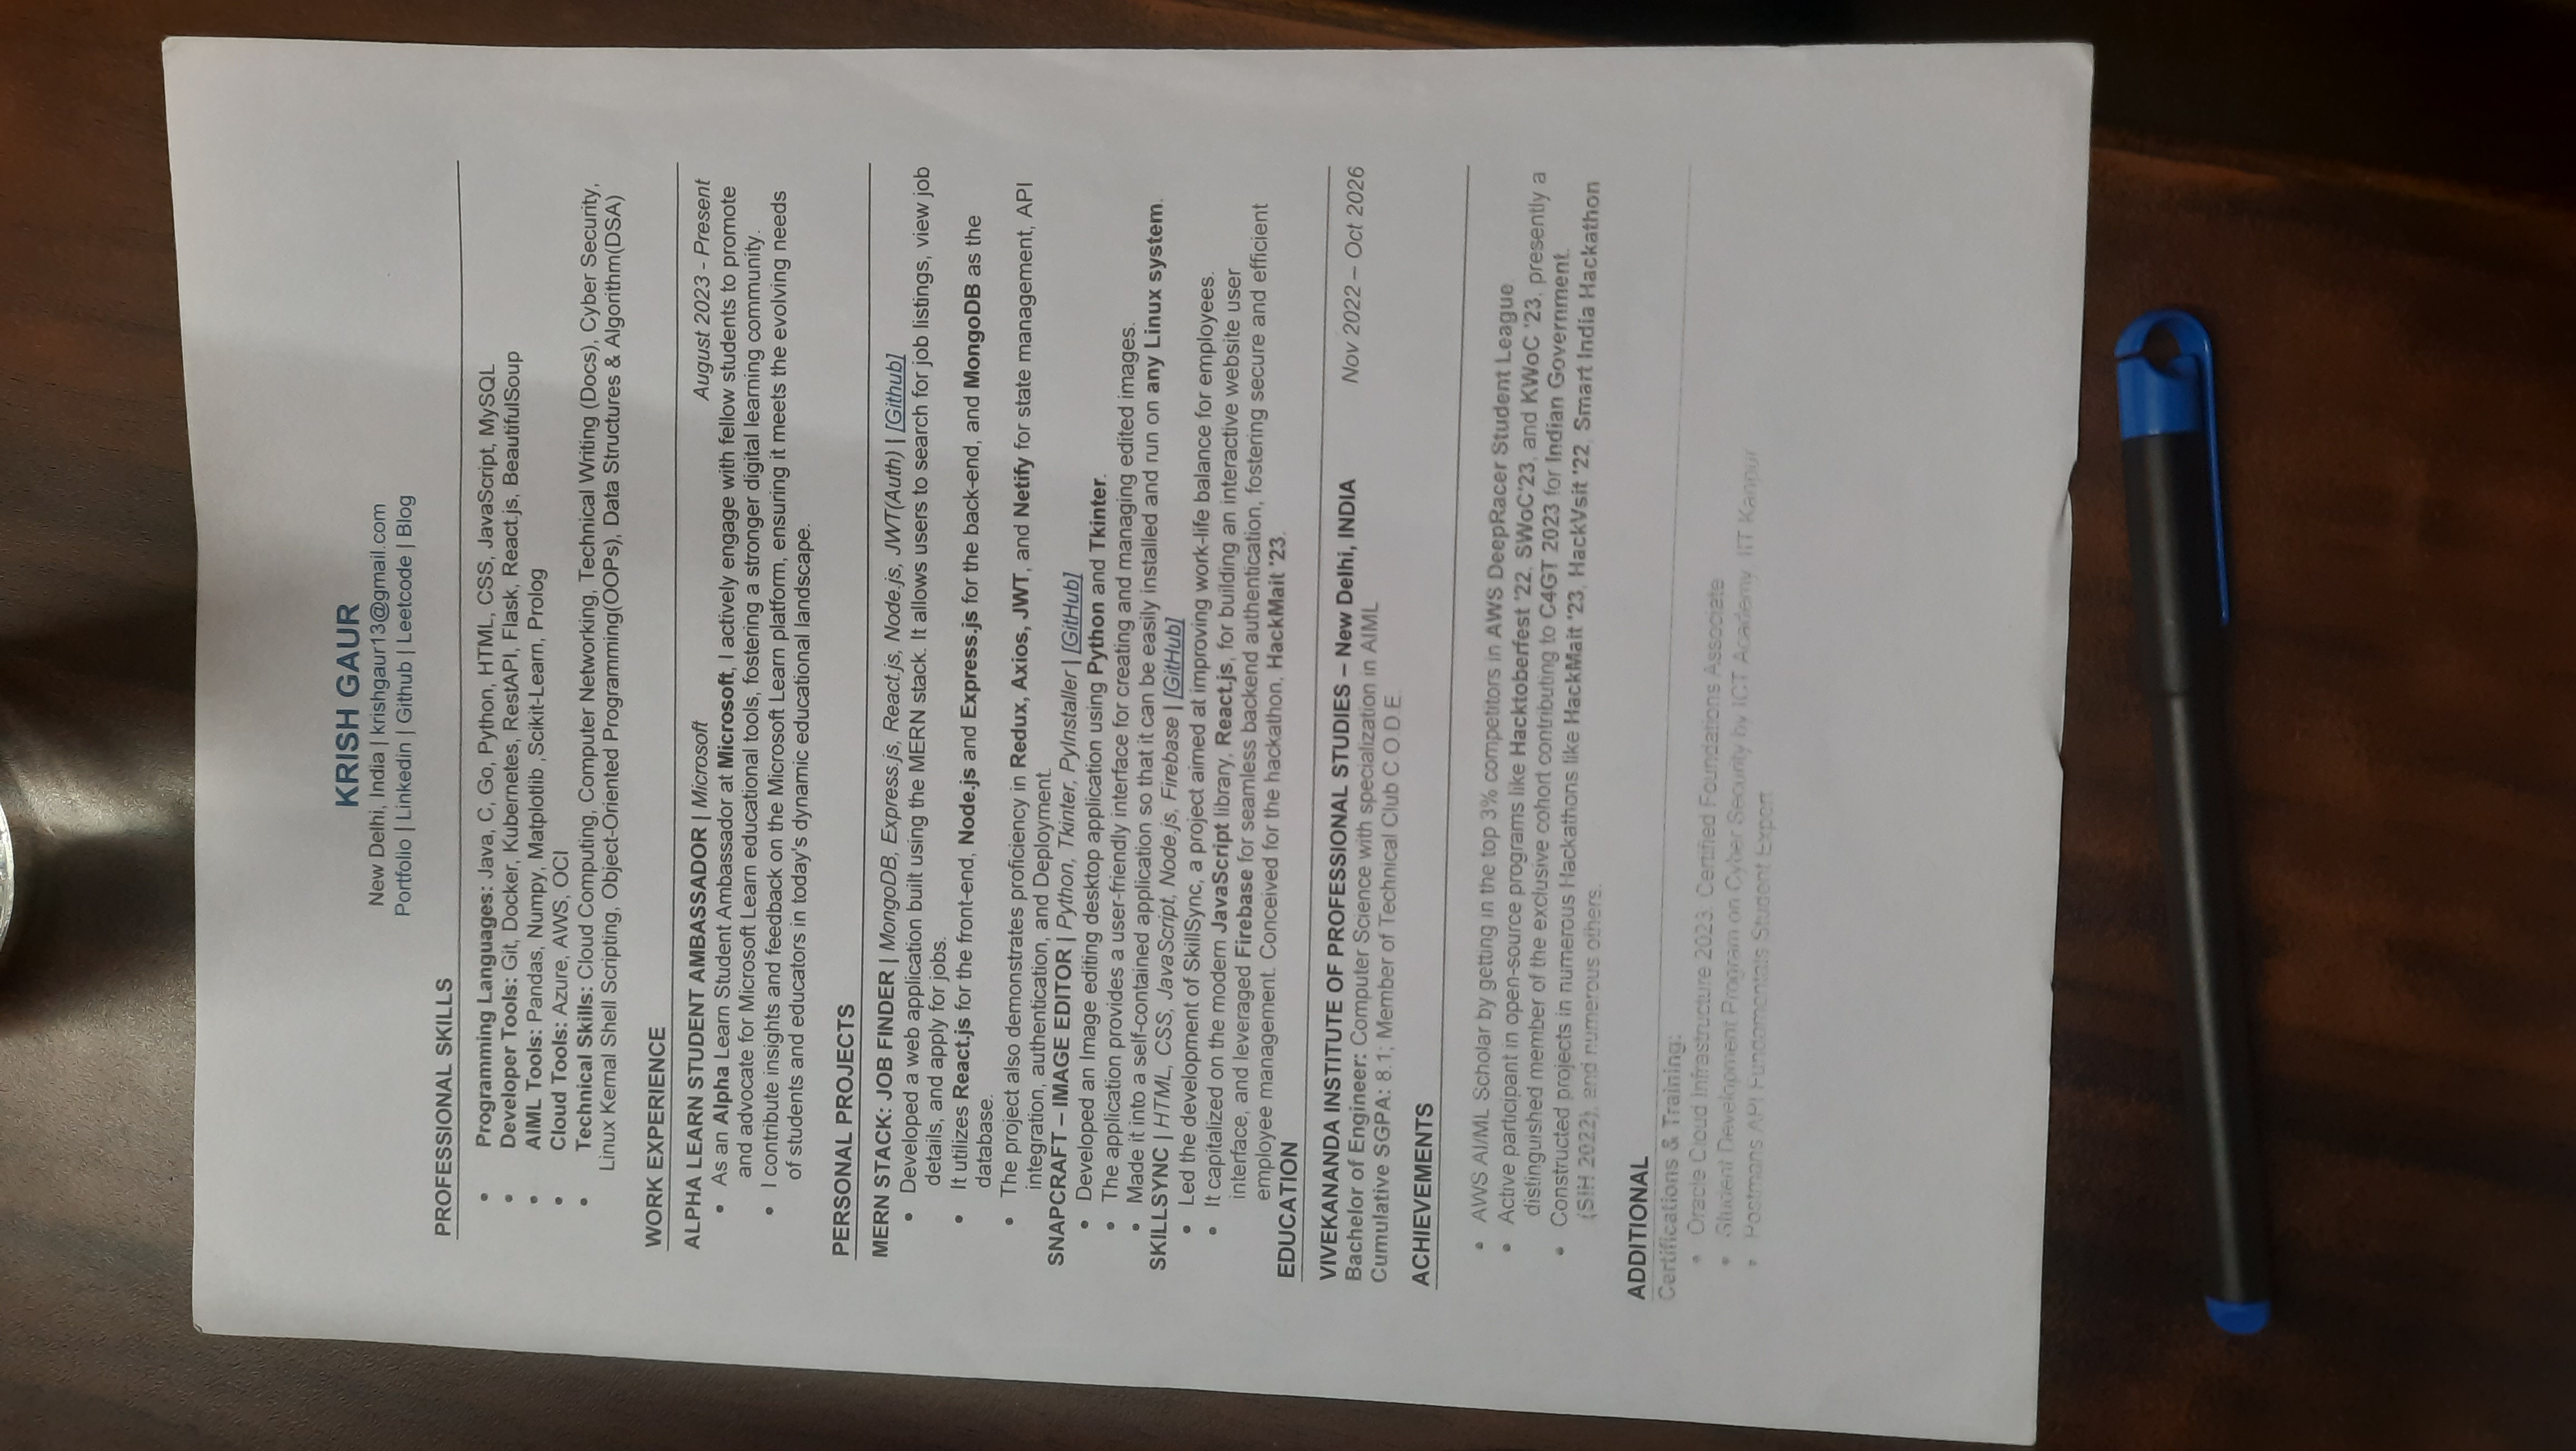 KRISH GAUR
New Delhi, India | krishgaur13@gmail.com
Portfolio | Linkedin | Github | Leetcode | Blog
PROFESSIONAL SKILLS
• Programming Languages: Java, C, Go, Python, HTML, CSS, JavaScript, MySQL
• Developer Tools: Git, Docker, Kubernetes, RestAPI, Flask, React.js, BeautifulSoup
• AIML Tools: Pandas, Numpy, Matplotlib ,Scikit-Learn, Prolog
• Cloud Tools: Azure, AWS, OCI
• Technical Skills: Cloud Computing, Computer Networking, Technical Writing (Docs), Cyber Security,
Linux Kernal Shell Scripting, Object-Oriented Programming(OOPs), Data Structures & Algorithm(DSA)
WORK EXPERIENCE
ALPHA LEARN STUDENT AMBASSADOR | Microsoft August 2023 - Present
• As an Alpha Learn Student Ambassador at Microsoft, I actively engage with fellow students to promote
and advocate for Microsoft Learn educational tools, fostering a stronger digital learning community.
• I contribute insights and feedback on the Microsoft Learn platform, ensuring it meets the evolving needs
of students and educators in today's dynamic educational landscape.
PERSONAL PROJECTS
MERN STACK: JOB FINDER | MongoDB, Express.js, React.js, Node.js, JWT(Auth) | [Github]
• Developed a web application built using the MERN stack. It allows users to search for job listings, view job
details, and apply for jobs.
• It utilizes React.js for the front-end, Node.js and Express.js for the back-end, and MongoDB as the
database.
• The project also demonstrates proficiency in Redux, Axios, JWT, and Netify for state management, API
integration, authentication, and Deployment.
SNAPCRAFT – IMAGE EDITOR | Python, Tkinter, PyInstaller | [GitHub]
• Developed an Image editing desktop application using Python and Tkinter.
• The application provides a user-friendly interface for creating and managing edited images.
• Made it into a self-contained application so that it can be easily installed and run on any Linux system.
SKILLSYNC | HTML, CSS, JavaScript, Node.js, Firebase | [GitHub]
• Led the development of SkillSync, a project aimed at improving work-life balance for employees.
• It capitalized on the modern JavaScript library, React.js, for building an interactive website user
interface, and leveraged Firebase for seamless backend authentication, fostering secure and efficient
employee management. Conceived for the hackathon, HackMait '23.
EDUCATION
VIVEKANANDA INSTITUTE OF PROFESSIONAL STUDIES – New Delhi, INDIA Nov 2022 – Oct 2026
Bachelor of Engineer: Computer Science with specialization in AIML
Cumulative SGPA: 8.1; Member of Technical Club C.O.D.E
ACHIEVEMENTS
• AWS AI/ML Scholar by getting in the top 3% competitors in AWS DeepRacer Student League.
• Active participant in open-source programs like Hacktoberfest '22, SWoC'23, and KWoC '23, presently a
distinguished member of the exclusive cohort contributing to C4GT 2023 for Indian Government.
• Constructed projects in numerous Hackathons like HackMait '23, HackVsit '22, Smart India Hackathon
(SIH 2022), and numerous others.
ADDITIONAL
Certifications & Training:
• Oracle Cloud Infrastructure 2023: Certified Foundations Associate
• Student Development Program on Cyber Security by ICT Academy, IIT Kanpur
• Postmans API Fundamentals Student Expert